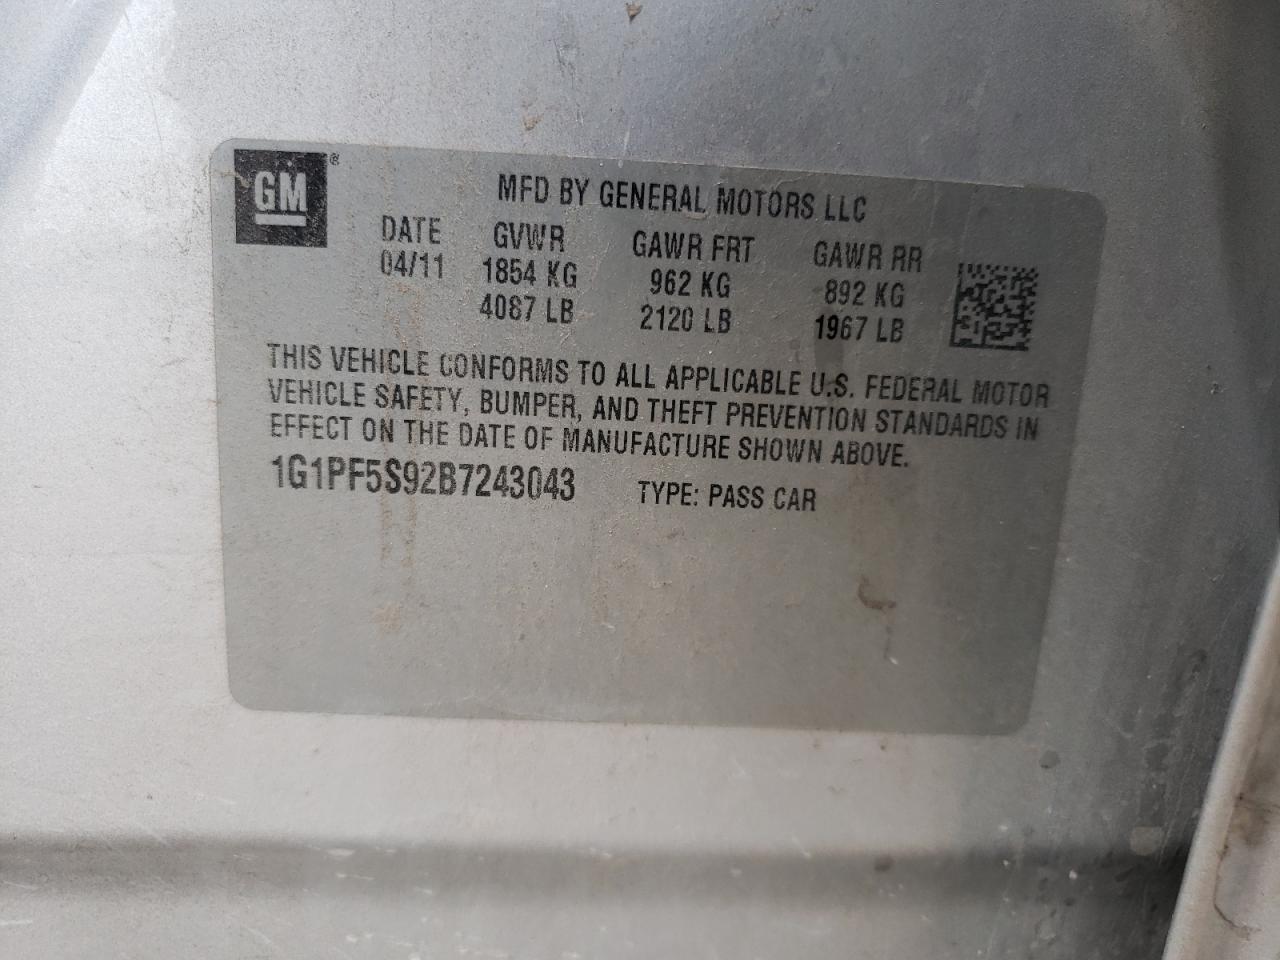 GM ®
MFD BY GENERAL MOTORS LLC
DATE GVWR GAWR FRT GAWR RR
04/11 1854 KG 962 KG 892 KG
4087 LB 2120 LB 1967 LB
THIS VEHICLE CONFORMS TO ALL APPLICABLE U.S. FEDERAL MOTOR
VEHICLE SAFETY, BUMPER, AND THEFT PREVENTION STANDARDS IN
EFFECT ON THE DATE OF MANUFACTURE SHOWN ABOVE.
1G1PF5S92B7243043 TYPE: PASS CAR